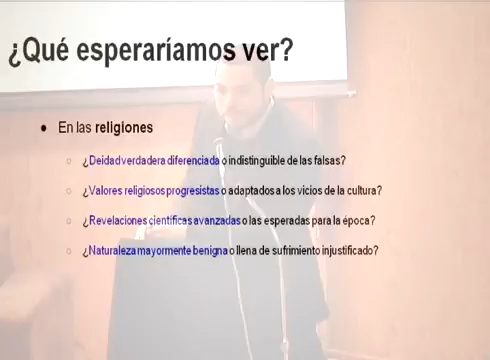 ¿Qué esperaríamos ver?
En las religiones
¿Deidad verdadera diferenciada o indistinguible de las falsas?
¿Valores religiosos progresistas o adaptados a los vicios de la cultura?
¿Revelaciones científicas avanzadas o las esperadas para la época?
¿Naturaleza mayormente benigna o llena de sufrimiento injustificado?